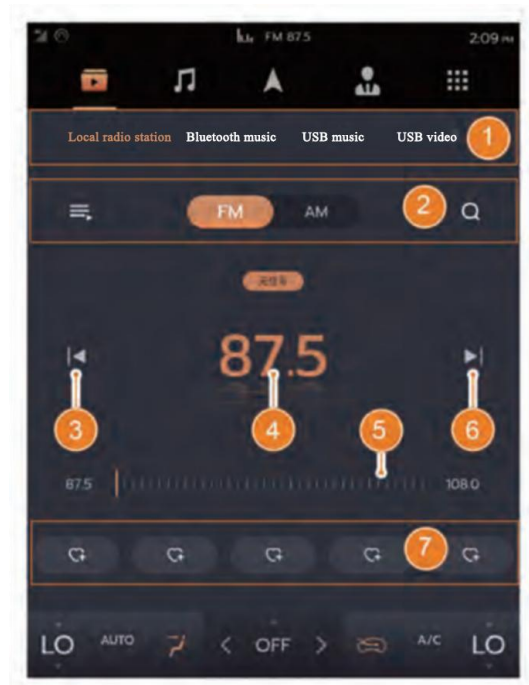 FM 87.5 2:09 PM
Local radio station Bluetooth music USB music USB video 1
FM AM 2
87.5
3 4 5 6
87.5 108.0
7
LO AUTO < OFF > A/C LO